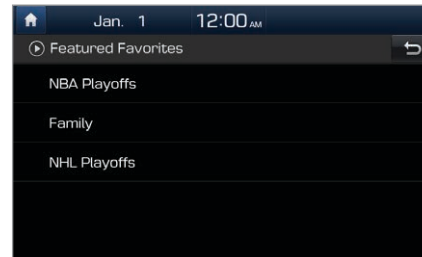 Jan. 1 12:00 AM
Featured Favorites
NBA Playoffs
Family
NHL Playoffs